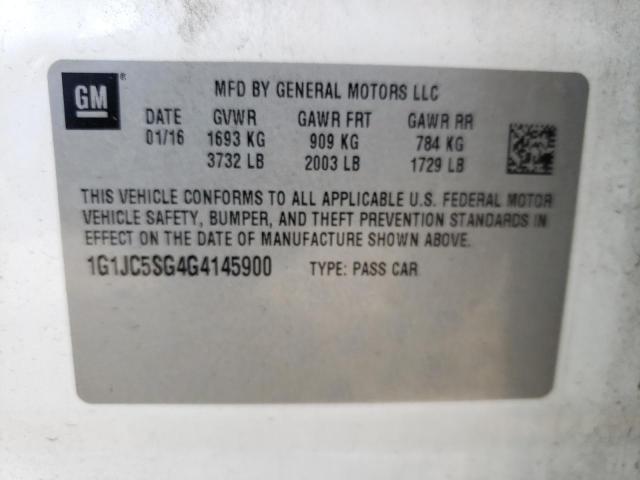 GM ®
MFD BY GENERAL MOTORS LLC
DATE GVWR GAWR FRT GAWR RR
01/16 1693 KG 909 KG 784 KG
3732 LB 2003 LB 1729 LB
THIS VEHICLE CONFORMS TO ALL APPLICABLE U.S. FEDERAL MOTOR
VEHICLE SAFETY, BUMPER, AND THEFT PREVENTION STANDARDS IN
EFFECT ON THE DATE OF MANUFACTURE SHOWN ABOVE.
1G1JC5SG4G4145900 TYPE: PASS CAR